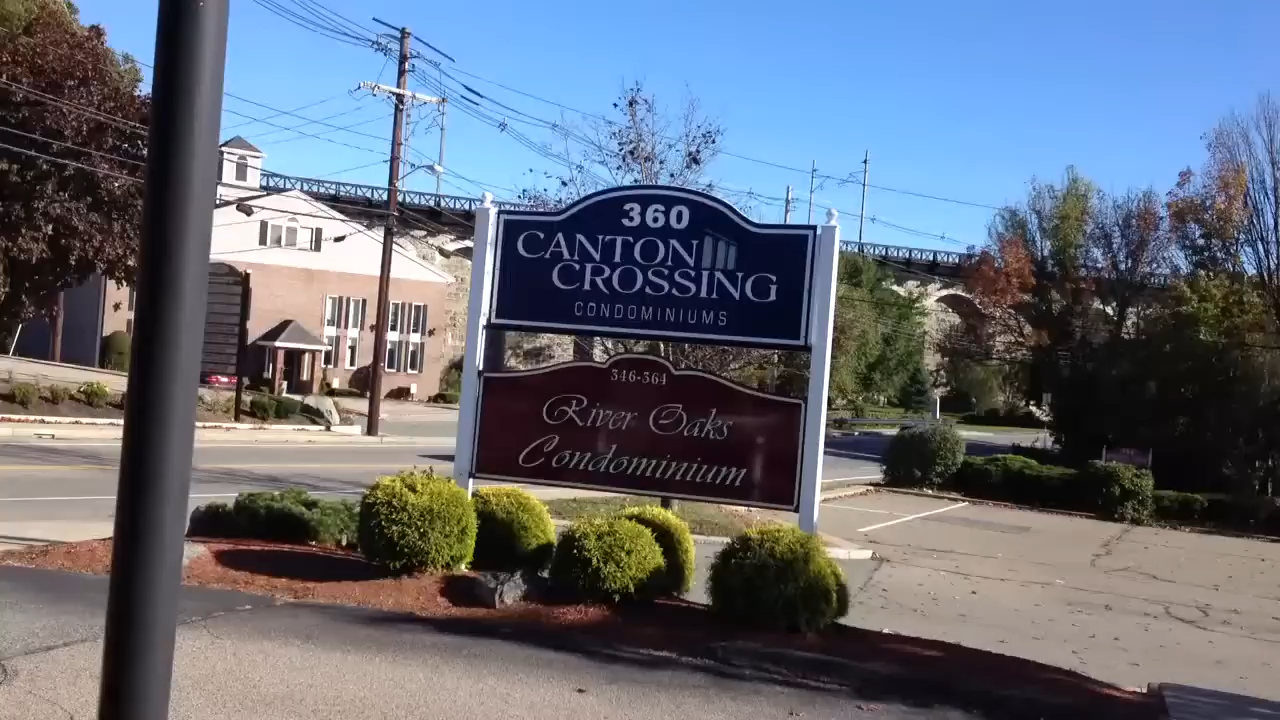 360
CANTON
CROSSING
CONDOMINIUMS
346-364
River Oaks
Condominium